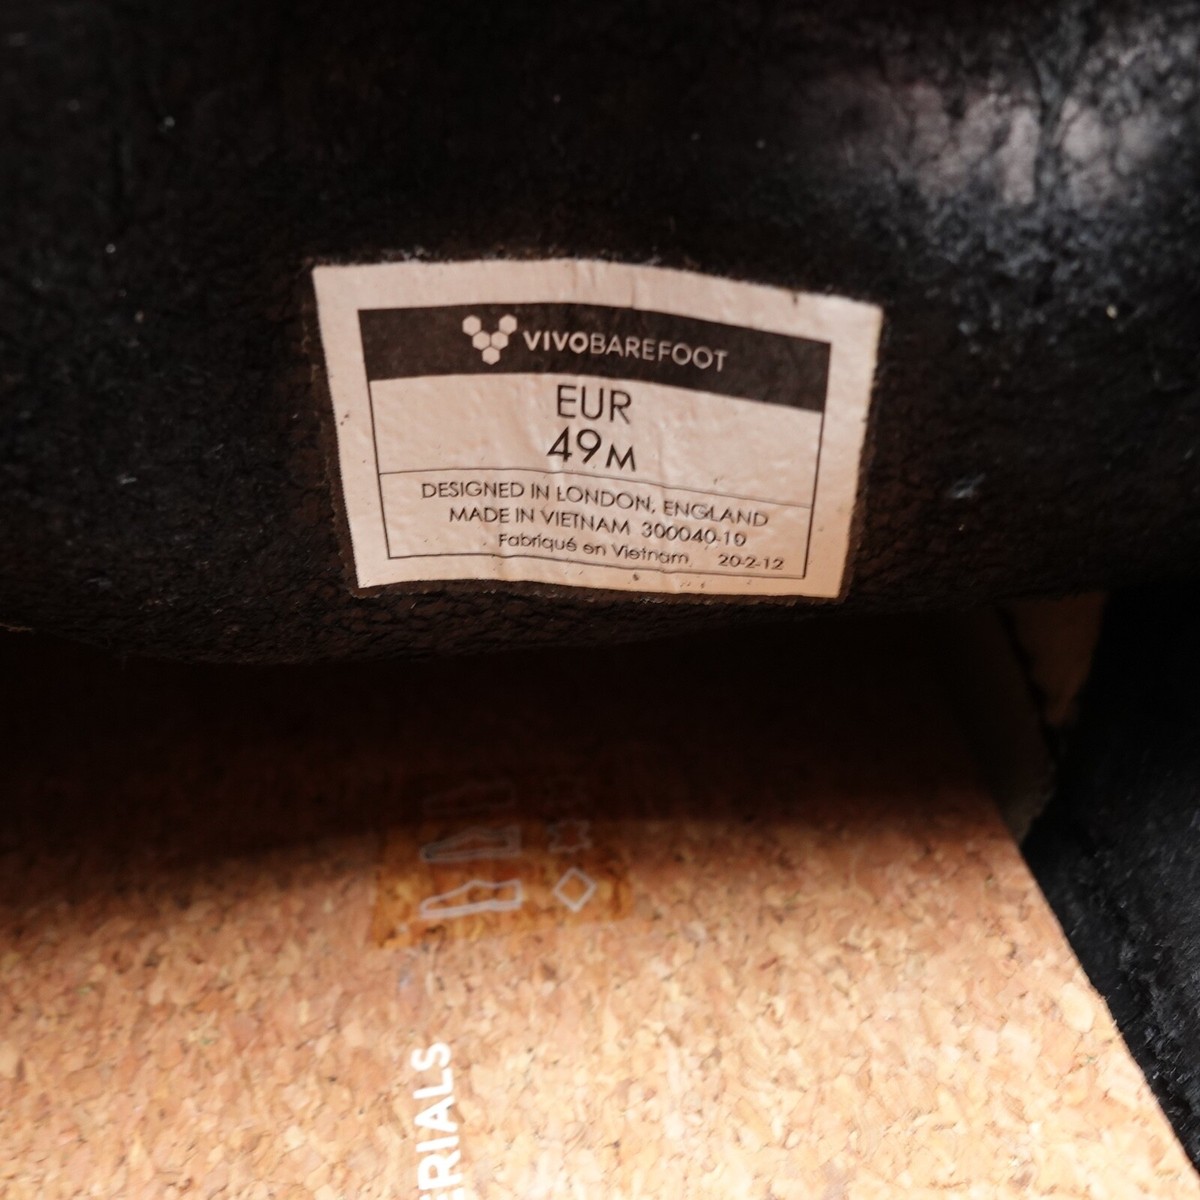 VIVOBAREFOOT
EUR
49M
DESIGNED IN LONDON, ENGLAND
MADE IN VIETNAM 300040-10
Fabriqué en Vietnam 20-2-12
ERIALS